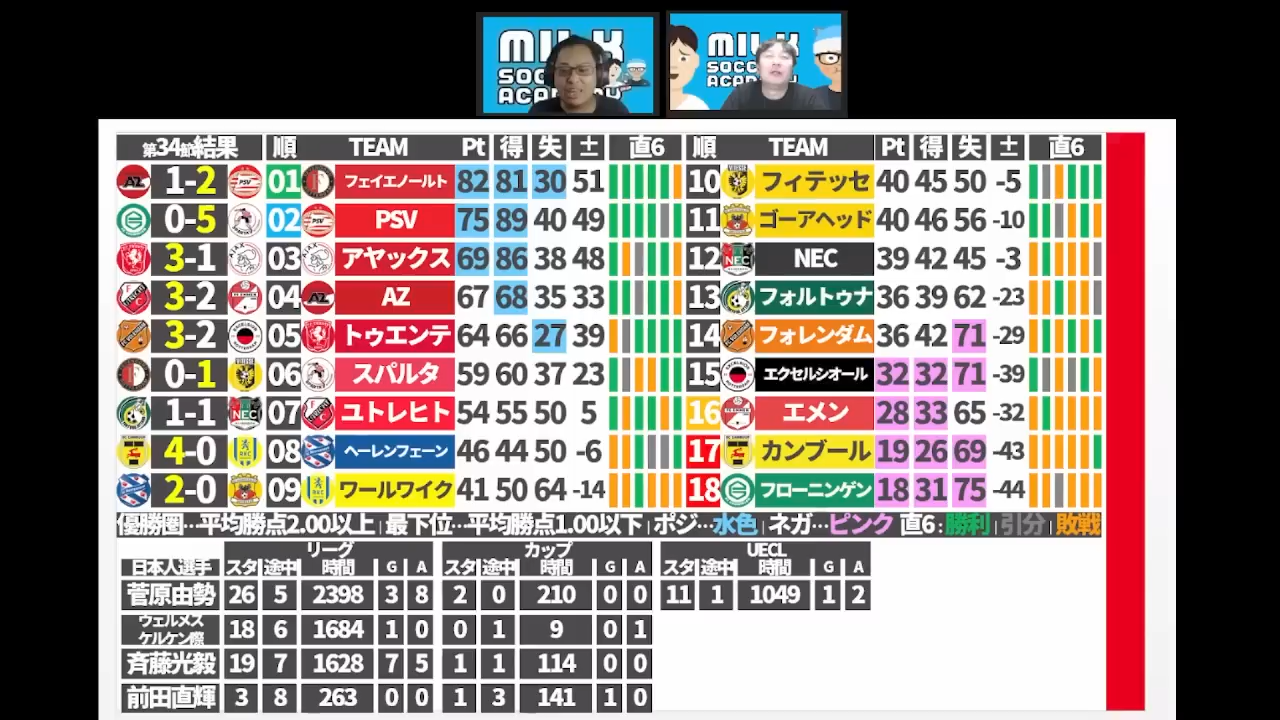 MILK SOCCER ACADEMY
MILK SOCC ACADEM
第34節結果 順 TEAM Pt 得 失 ± 直6 順 TEAM Pt 得 失 ± 直6
AZ 1-2 PSV 01 フェイエノールト 82 81 30 51 10 フィテッセ 40 45 50 -5
0-5 02 PSV 75 89 40 49 11 ゴーアヘッド 40 46 56 -10
3-1 AJAX 03 アヤックス 69 86 38 48 12 NEC 39 42 45 -3
3-2 04 AZ 67 68 35 33 13 フォルトゥナ 36 39 62 -23
3-2 05 トゥエンテ 64 66 27 39 14 フォレンダム 36 42 71 -29
0-1 06 スパルタ 59 60 37 23 15 エクセルシオール 32 32 71 -39
1-1 NEC 07 ユトレヒト 54 55 50 5 16 エメン 28 33 65 -32
4-0 RKC 08 ヘーレンフェーン 46 44 50 -6 17 カンブール 19 26 69 -43
2-0 09 RKC ワールワイク 41 50 64 -14 18 フローニンゲン 18 31 75 -44
優勝圏…平均勝点2.00以上 | 最下位…平均勝点1.00以下 | ポジ…水色 | ネガ…ピンク 直6:勝利 | 引分 | 敗戦
リーグ カップ UECL
日本人選手 スタ 途中 時間 G A スタ 途中 時間 G A スタ 途中 時間 G A
菅原由勢 26 5 2398 3 8 2 0 210 0 0 11 1 1049 1 2
ウェルメスケルケン際 18 6 1684 1 0 0 1 9 0 1
斉藤光毅 19 7 1628 7 5 1 1 114 0 0
前田直輝 3 8 263 0 0 1 3 141 1 0